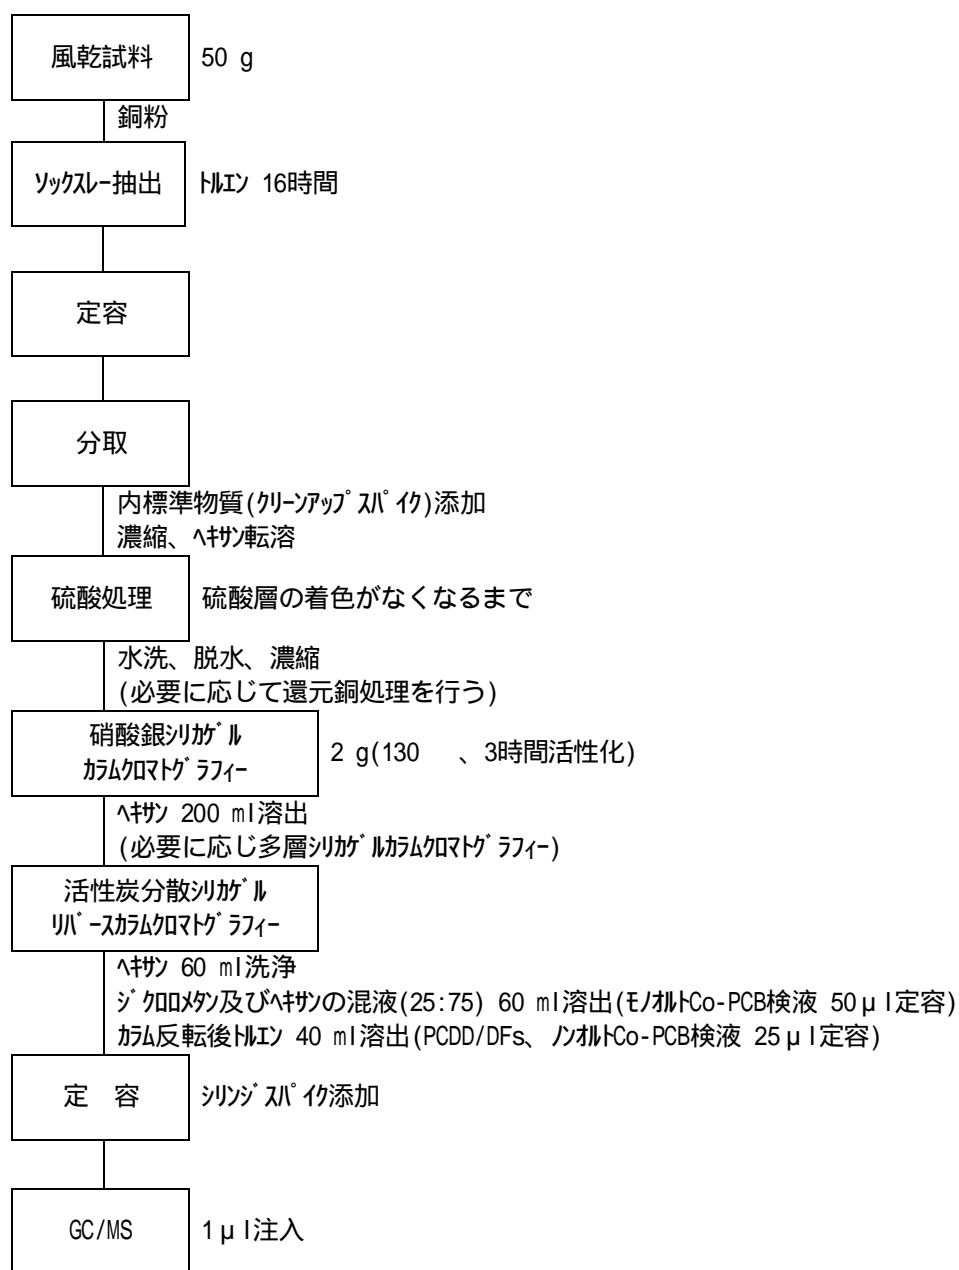 風乾試料 50 g
銅粉
ｿｯｸｽﾚｰ抽出 ﾄﾙｴﾝ 16時間
定容
分取
内標準物質(ｸﾘｰﾝｱｯﾌﾟｽﾊﾟｲｸ)添加
濃縮、ﾍｷｻﾝ転溶
硫酸処理 硫酸層の着色がなくなるまで
水洗、脱水、濃縮
(必要に応じて還元銅処理を行う)
硝酸銀ｼﾘｶｹﾞﾙ
ｶﾗﾑｸﾛﾏﾄｸﾞﾗﾌｨｰ
2 g(130 、3時間活性化)
ﾍｷｻﾝ 200 ml溶出
(必要に応じ多層ｼﾘｶｹﾞﾙｶﾗﾑｸﾛﾏﾄｸﾞﾗﾌｨｰ)
活性炭分散ｼﾘｶｹﾞﾙ
ﾘﾊﾞｰｽｶﾗﾑｸﾛﾏﾄｸﾞﾗﾌｨｰ
ﾍｷｻﾝ 60 ml洗浄
ｼﾞｸﾛﾛﾒﾀﾝ及びﾍｷｻﾝの混液(25:75) 60 ml溶出(ﾓﾉｵﾙﾄCo-PCB検液 50μl定容)
ｶﾗﾑ反転後ﾄﾙｴﾝ 40 ml溶出(PCDD/DFs、ﾉﾝｵﾙﾄCo-PCB検液 25μl定容)
定 容 ｼﾘﾝｼﾞｽﾊﾟｲｸ添加
GC/MS 1μl注入